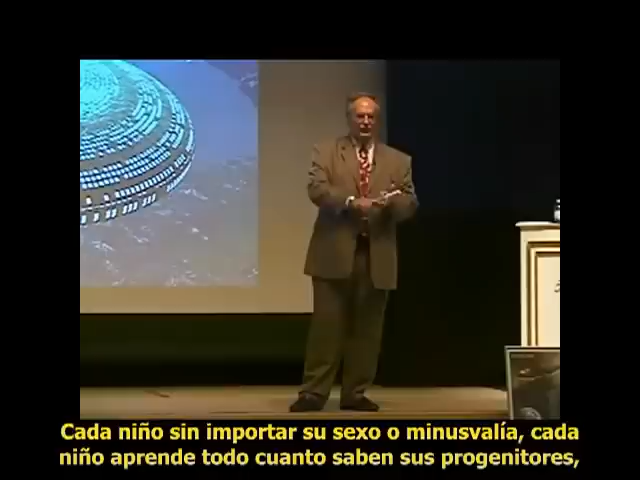 Cada niño sin importar su sexo o minusvalía, cada
niño aprende todo cuanto saben sus progenitores,